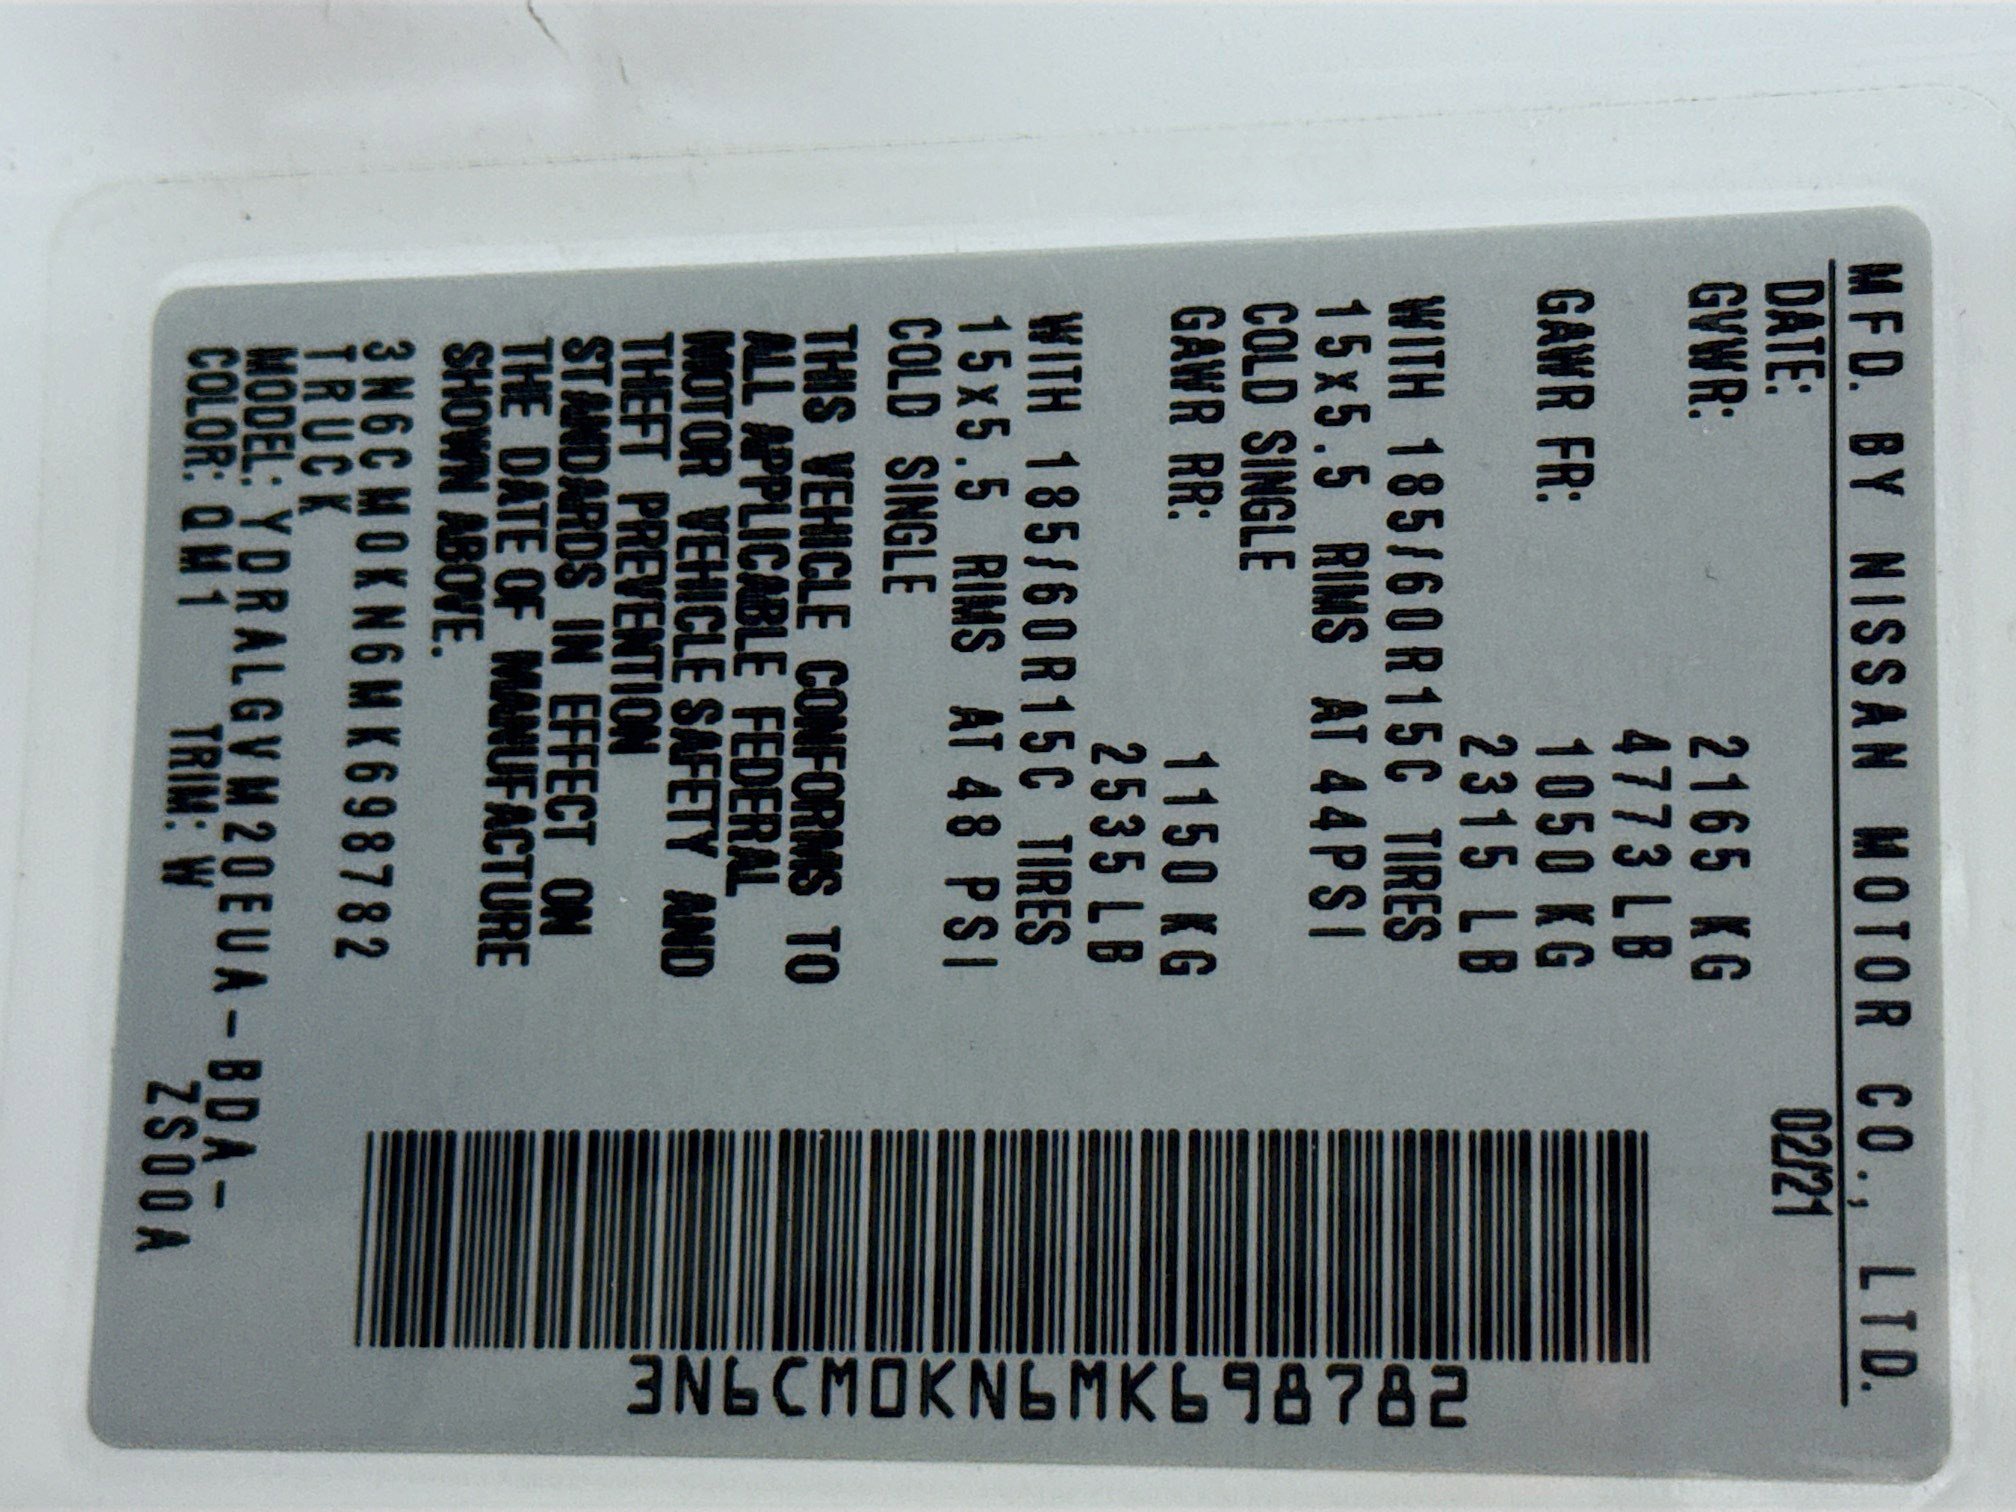 MFD. BY NISSAN MOTOR CO., LTD.
DATE: 02/21
GVWR: 2165 KG
4773 LB
GAWR FR: 1050 KG
2315 LB
WITH 185/60R15C TIRES
15x5.5 RIMS AT 44PSI
COLD SINGLE
GAWR RR: 1150 KG
2535 LB
WITH 185/60R15C TIRES
15x5.5 RIMS AT 48 PSI
COLD SINGLE
THIS VEHICLE CONFORMS TO
ALL APPLICABLE FEDERAL
MOTOR VEHICLE SAFETY AND
THEFT PREVENTION
STANDARDS IN EFFECT ON
THE DATE OF MANUFACTURE
SHOWN ABOVE.
3N6CM0KN6MK698782
TRUCK
MODEL: YDRALGVM20EUA-BDA-
COLOR: QM1 TRIM: W ZS00A
3N6CM0KN6MK698782